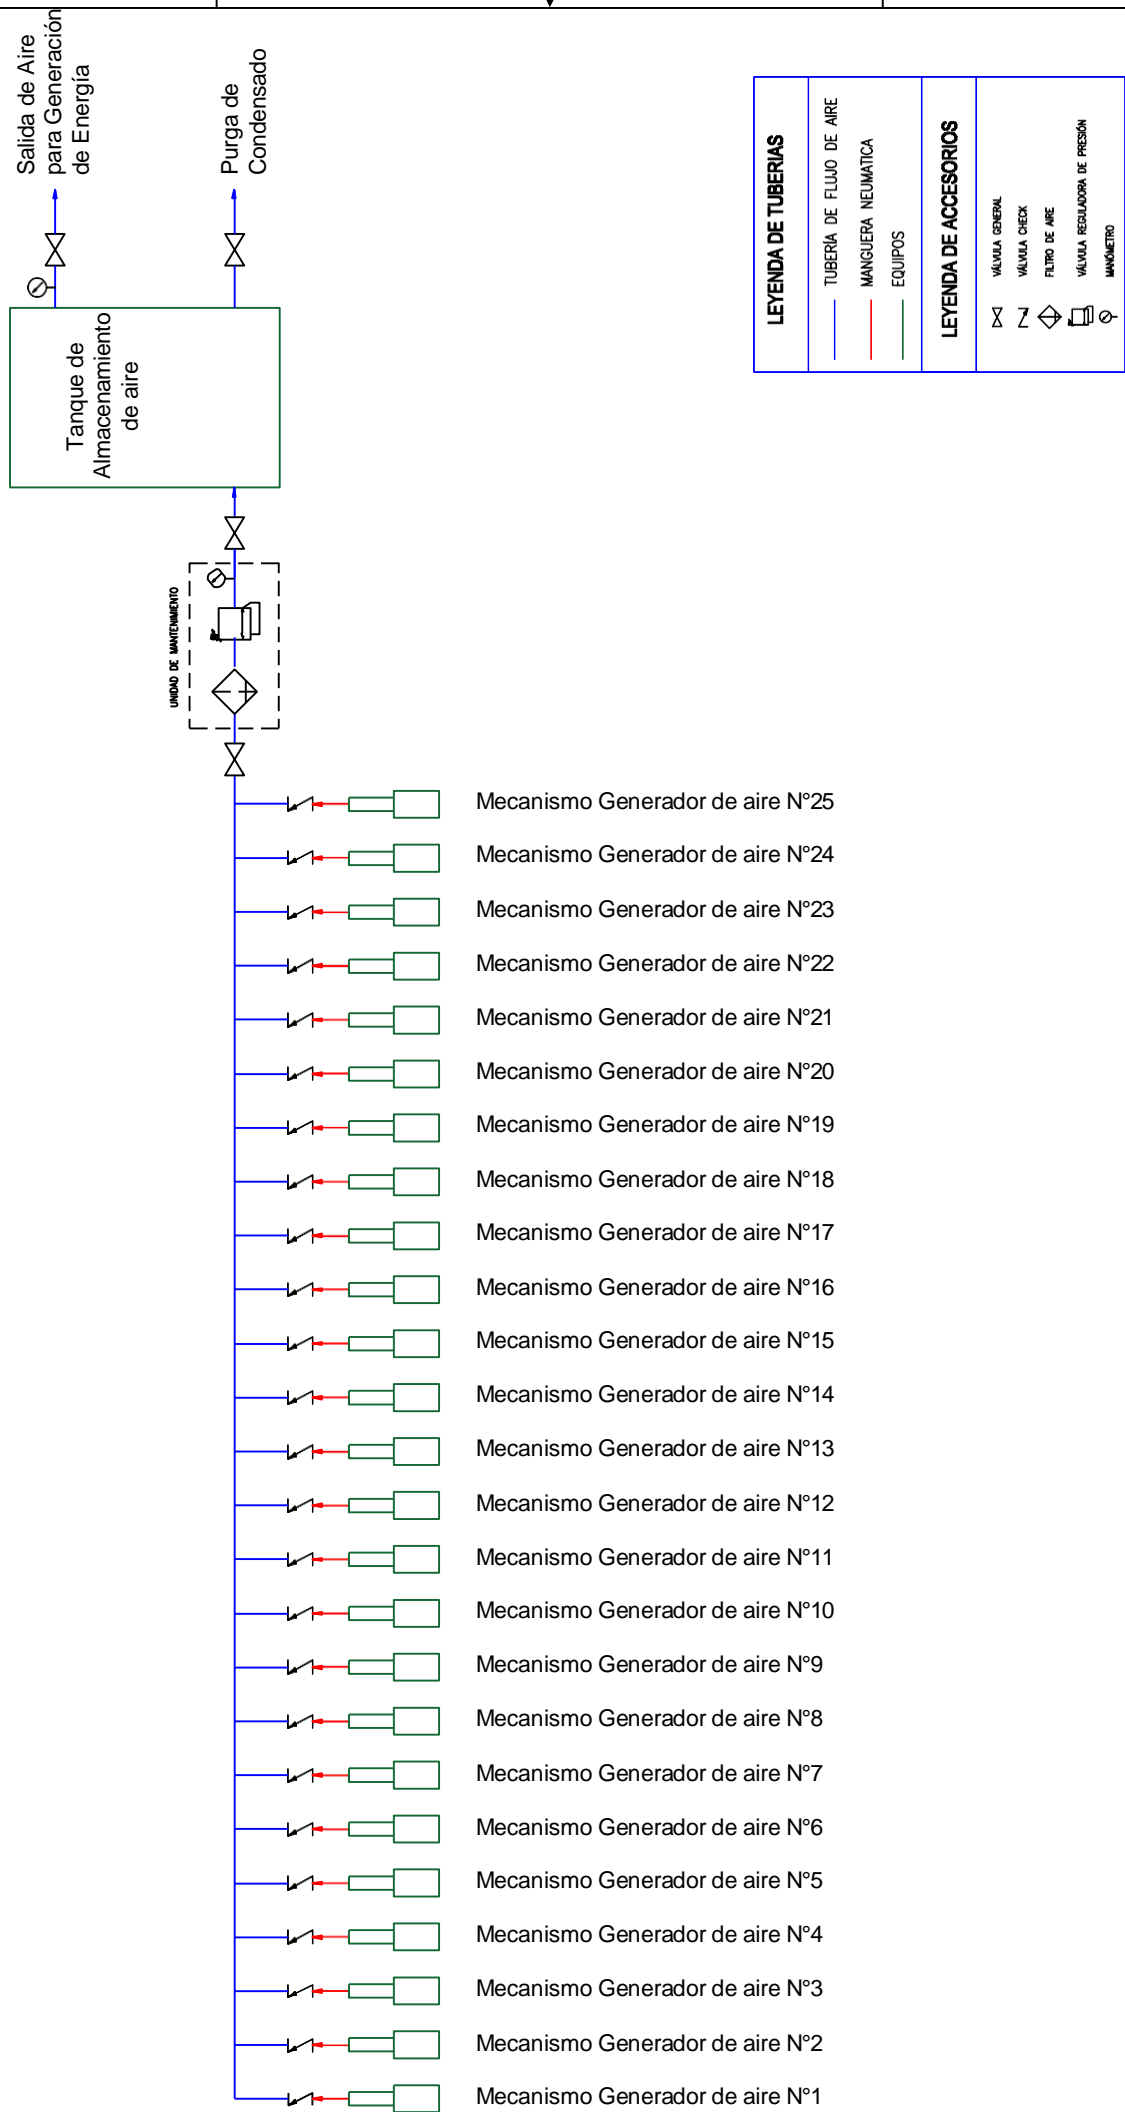 Salida de Aire
para Generación
de Energía
Purga de
Condensado
Tanque de
Almacenamiento
de aire
UNIDAD DE MANTENIMIENTO
LEYENDA DE TUBERIAS
TUBERÍA DE FLUJO DE AIRE
MANGUERA NEUMATICA
EQUIPOS
LEYENDA DE ACCESORIOS
VÁLVULA GENERAL
VÁLVULA CHECK
FILTRO DE AIRE
VÁLVULA REGULADORA DE PRESIÓN
MANÓMETRO
Mecanismo Generador de aire N°25
Mecanismo Generador de aire N°24
Mecanismo Generador de aire N°23
Mecanismo Generador de aire N°22
Mecanismo Generador de aire N°21
Mecanismo Generador de aire N°20
Mecanismo Generador de aire N°19
Mecanismo Generador de aire N°18
Mecanismo Generador de aire N°17
Mecanismo Generador de aire N°16
Mecanismo Generador de aire N°15
Mecanismo Generador de aire N°14
Mecanismo Generador de aire N°13
Mecanismo Generador de aire N°12
Mecanismo Generador de aire N°11
Mecanismo Generador de aire N°10
Mecanismo Generador de aire N°9
Mecanismo Generador de aire N°8
Mecanismo Generador de aire N°7
Mecanismo Generador de aire N°6
Mecanismo Generador de aire N°5
Mecanismo Generador de aire N°4
Mecanismo Generador de aire N°3
Mecanismo Generador de aire N°2
Mecanismo Generador de aire N°1